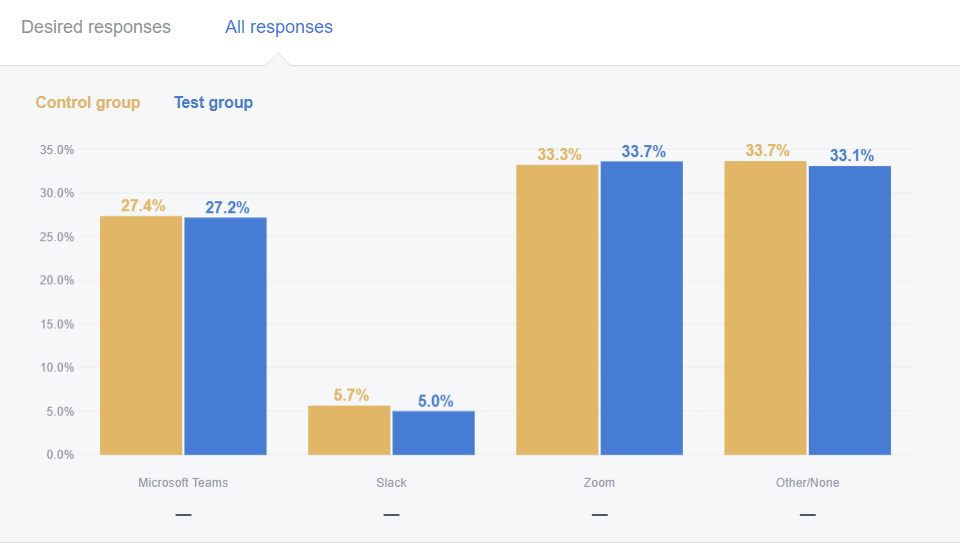 Desired responses All responses
Control group Test group
35.0%
30.0%
25.0%
20.0%
15.0%
10.0%
5.0%
0.0%
27.4% 27.2% 5.7% 5.0% 33.3% 33.7% 33.7% 33.1%
Microsoft Teams Slack Zoom Other/None
— — — —